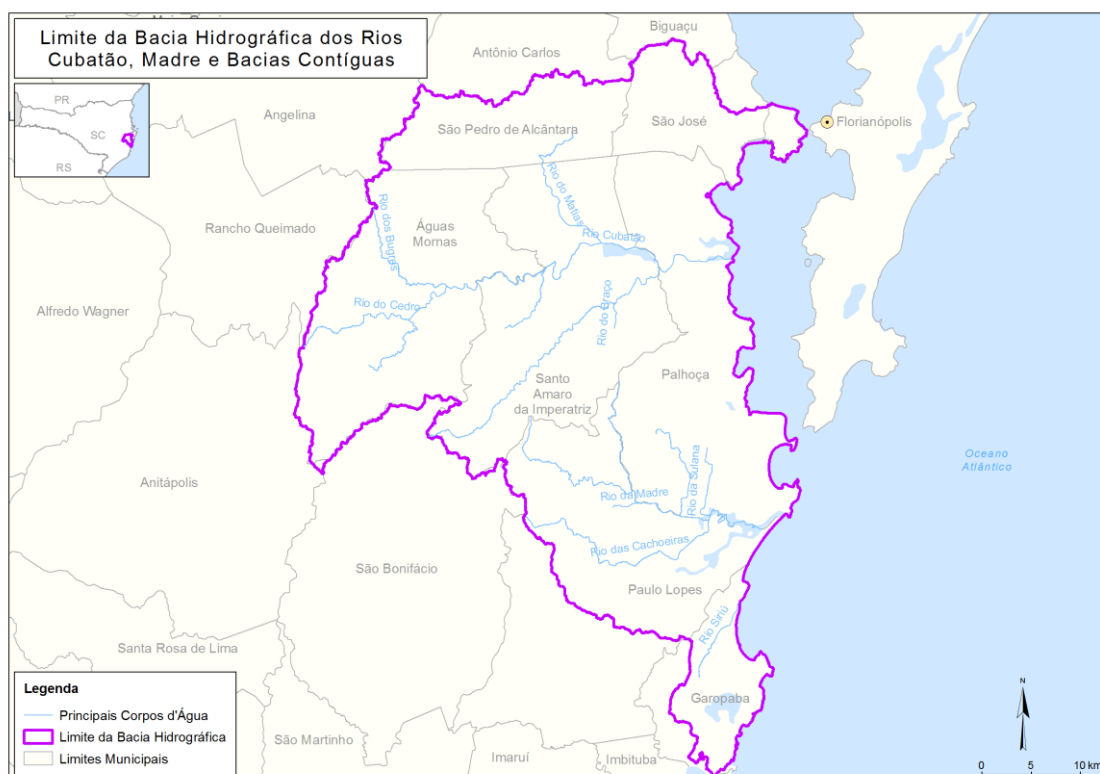 Limite da Bacia Hidrográfica dos Rios
Cubatão, Madre e Bacias Contíguas
PR
SC
RS
Biguaçu
Antônio Carlos
Angelina
São Pedro de Alcântara
São José
Florianópolis
Rio do Matias
Rio dos Bugres
Águas
Mornas
Rancho Queimado
Rio Cubatão
Rio do Cedro
Rio do Braço
Alfredo Wagner
Palhoça
Santo
Amaro
da Imperatriz
Oceano
Atlântico
Anitápolis
Rio da Madre
Rio das Cachoeiras
São Bonifácio
Paulo Lopes
Rio Siriú
Santa Rosa de Lima
Garopaba
São Martinho
Imaruí
Imbituba
Legenda
Principais Corpos d'Água
Limite da Bacia Hidrográfica
Limites Municipais
N
0 5 10 km